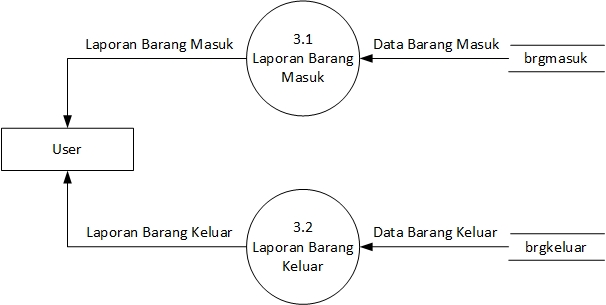 Laporan Barang Masuk
3.1
Laporan Barang
Masuk
Data Barang Masuk
brgmasuk
User
Laporan Barang Keluar
3.2
Laporan Barang
Keluar
Data Barang Keluar
brgkeluar